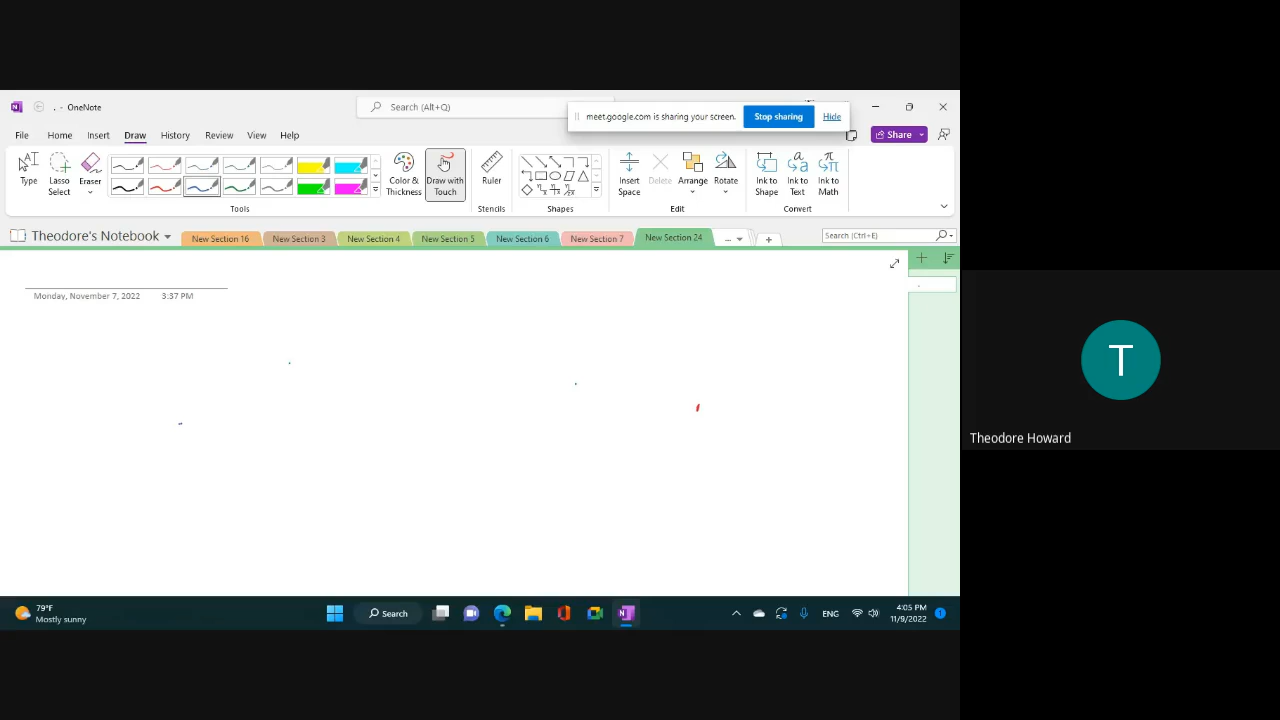 . - OneNote
Search (Alt+Q)
meet.google.com is sharing your screen. Stop sharing Hide
File Home Insert Draw History Review View Help Share
Type Lasso Select Eraser Color & Thickness Draw with Touch Ruler Insert Space Delete Arrange Rotate Ink to Shape Ink to Text Ink to Math
Tools Stencils Shapes Edit Convert
Theodore's Notebook New Section 16 New Section 3 New Section 4 New Section 5 New Section 6 New Section 7 New Section 24 ... Search (Ctrl+E)
Monday, November 7, 2022 3:37 PM
T
Theodore Howard
79°F
Mostly sunny
Search
ENG
4:05 PM
11/9/2022
1